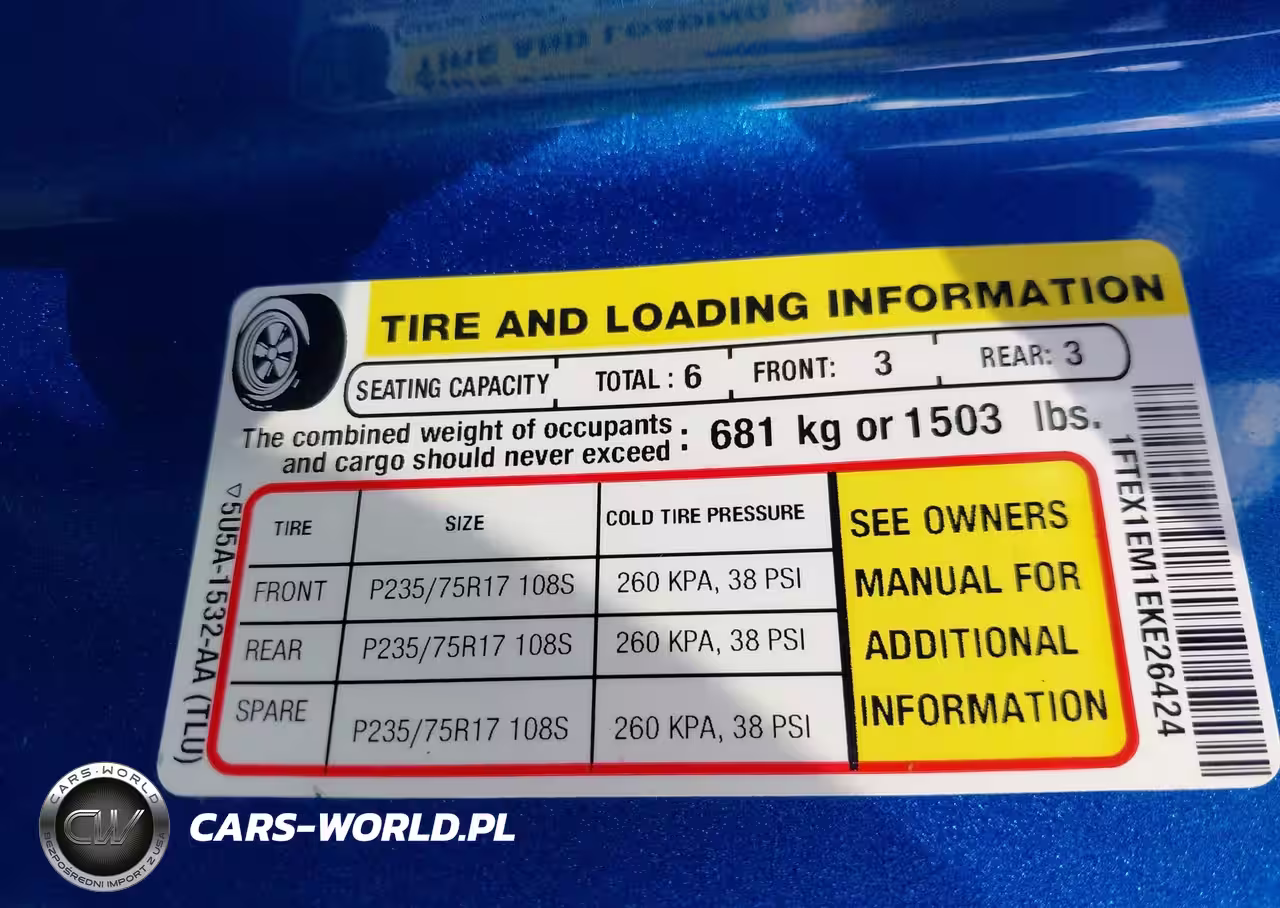 TIRE AND LOADING INFORMATION
SEATING CAPACITY TOTAL : 6 FRONT: 3 REAR: 3
The combined weight of occupants
and cargo should never exceed : 681 kg or 1503 lbs.
TIRE SIZE COLD TIRE PRESSURE
FRONT P235/75R17 108S 260 KPA, 38 PSI
REAR P235/75R17 108S 260 KPA, 38 PSI
SPARE P235/75R17 108S 260 KPA, 38 PSI
SEE OWNERS
MANUAL FOR
ADDITIONAL
INFORMATION
5U5A-1532-AA (TLU)
1FTEX1EM1EKE26424
CARS-WORLD
CW
BEZPOŚREDNI IMPORT Z USA
CARS-WORLD.PL